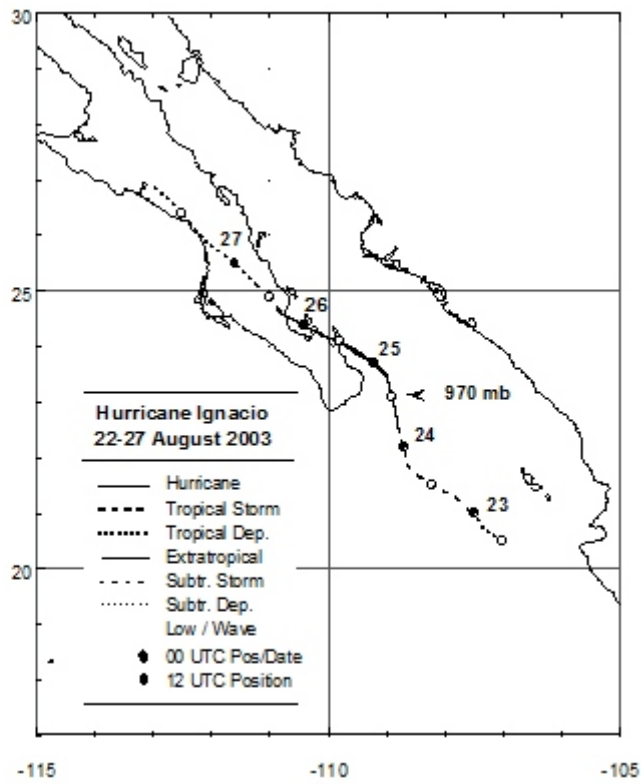 30
27
25
26
25
970 mb
24
23
20
Hurricane Ignacio
22-27 August 2003
Hurricane
Tropical Storm
Tropical Dep.
Extratropical
Subtr. Storm
Subtr. Dep.
Low / Wave
00 UTC Pos/Date
12 UTC Position
-115
-110
-105